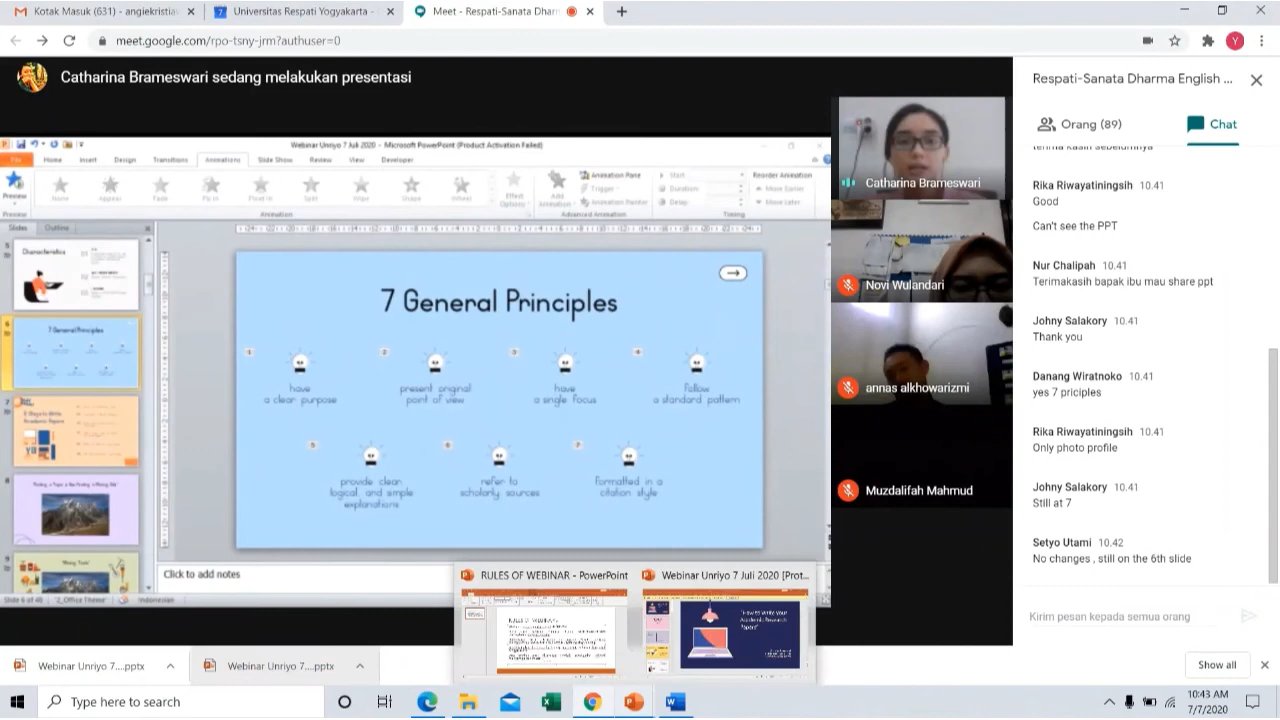 Kotak Masuk (631) - angiekristiai
Universitas Respati Yogyakarta -
Meet - Respati-Sanata Dharm
meet.google.com/rpo-tsny-jrm?authuser=0
Y
Catharina Brameswari sedang melakukan presentasi
Webinar Unriyo 7 Juli 2020 - Microsoft PowerPoint (Product Activation Failed)
File Home Insert Design Transitions Animations Slide Show Review View Developer
Preview
None Appear Fade Fly In Float In Split Wipe Shape Wheel
Effect Options
Add Animation
Animation Pane
Trigger
Animation Painter
Start
Duration
Delay
Reorder Animation
Move Earlier
Move Later
Preview Animation Advanced Animation Timing
Slides Outline
Characteristics
7 General Principles
7 General Principles
have
a clear purpose
present original
point of view
have
a single focus
follow
a standard pattern
provide clear,
logical, and simple
explanations
refer to
scholarly sources
formatted in a
citation style
Click to add notes
Indonesian
RULES OF WEBINAR - PowerPoint
Webinar Unriyo 7 Juli 2020 [Prot...
RULES OF WEBINAR
"How to Write Your
Academic Research
Papers"
Catharina Brameswari
Novi Wulandari
annas alkhowarizmi
Muzdalifah Mahmud
Respati-Sanata Dharma English ...
Orang (89)
Chat
terima kasih sebelumnya
Rika Riwayatiningsih 10.41
Good
Can't see the PPT
Nur Chalipah 10.41
Terimakasih bapak ibu mau share ppt
Johny Salakory 10.41
Thank you
Danang Wiratnoko 10.41
yes 7 priciples
Rika Riwayatiningsih 10.41
Only photo profile
Johny Salakory 10.41
Still at 7
Setyo Utami 10.42
No changes , still on the 6th slide
Kirim pesan kepada semua orang
Webinar Unriyo 7....pptx
Webinar Unriyo 7....pptx
Show all
Type here to search
10:43 AM
7/7/2020